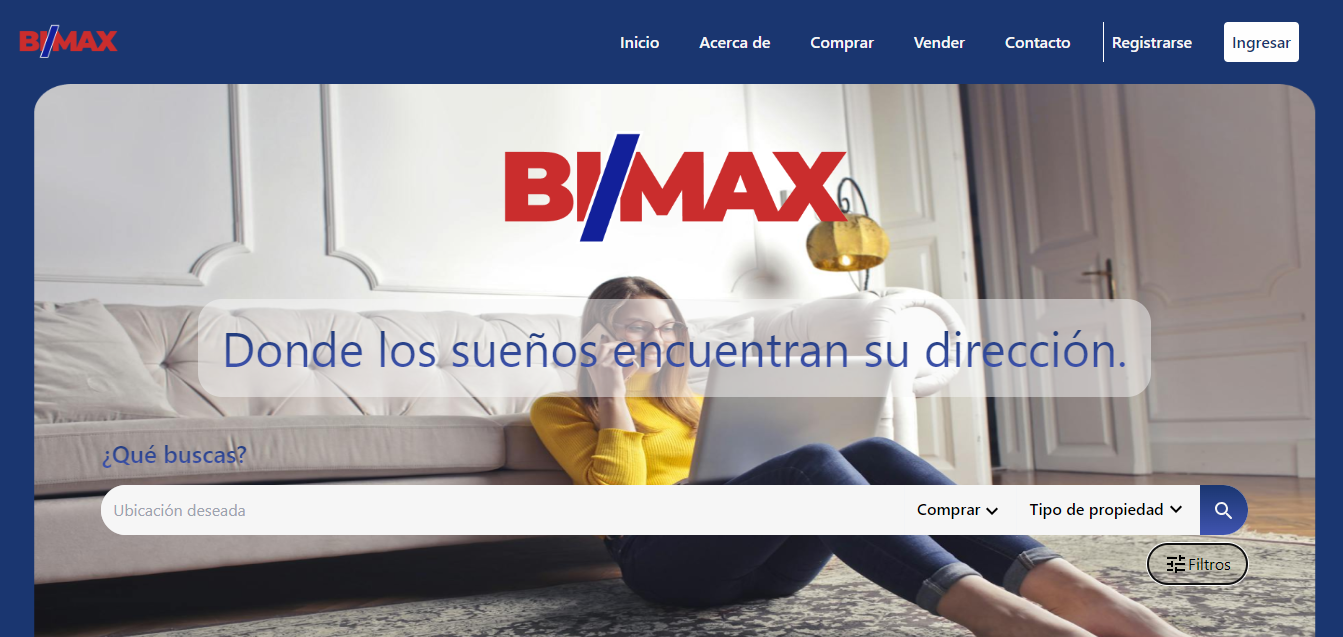 BI/MAX
Inicio Acerca de Comprar Vender Contacto Registrarse Ingresar
BI/MAX
Donde los sueños encuentran su dirección.
¿Qué buscas?
Ubicación deseada Comprar Tipo de propiedad
Filtros